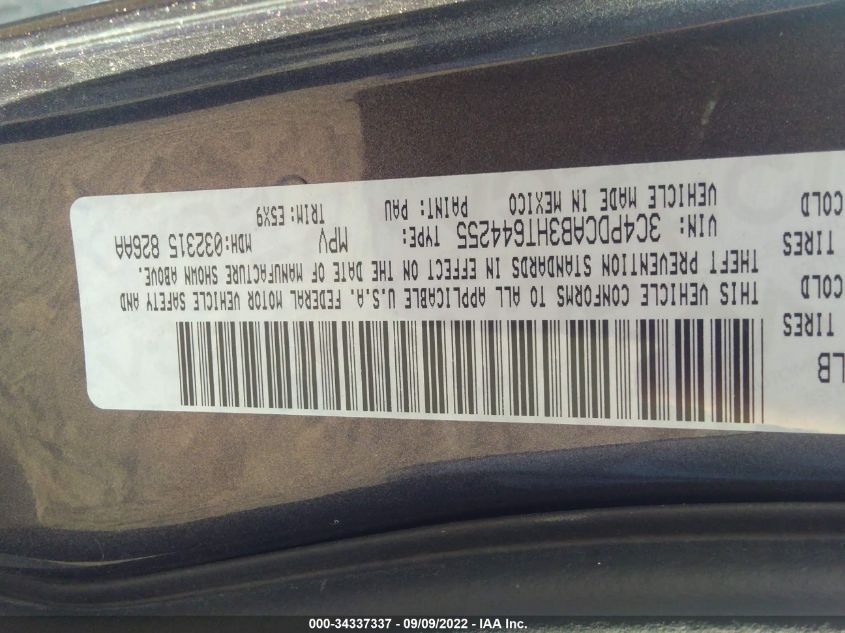 THIS VEHICLE CONFORMS TO ALL APPLICABLE U.S.A. FEDERAL MOTOR VEHICLE SAFETY AND
THEFT PREVENTION STANDARDS IN EFFECT ON THE DATE OF MANUFACTURE SHOWN ABOVE.
VIN: 3C4PDCAB3HT644255 TYPE: MPV MDH:032315 826AA
VEHICLE MADE IN MEXICO PAINT: PAU TRIM:E5X9
LB
TIRES
COLD
TIRES
COLD
000-34337337 - 09/09/2022 - IAA Inc.